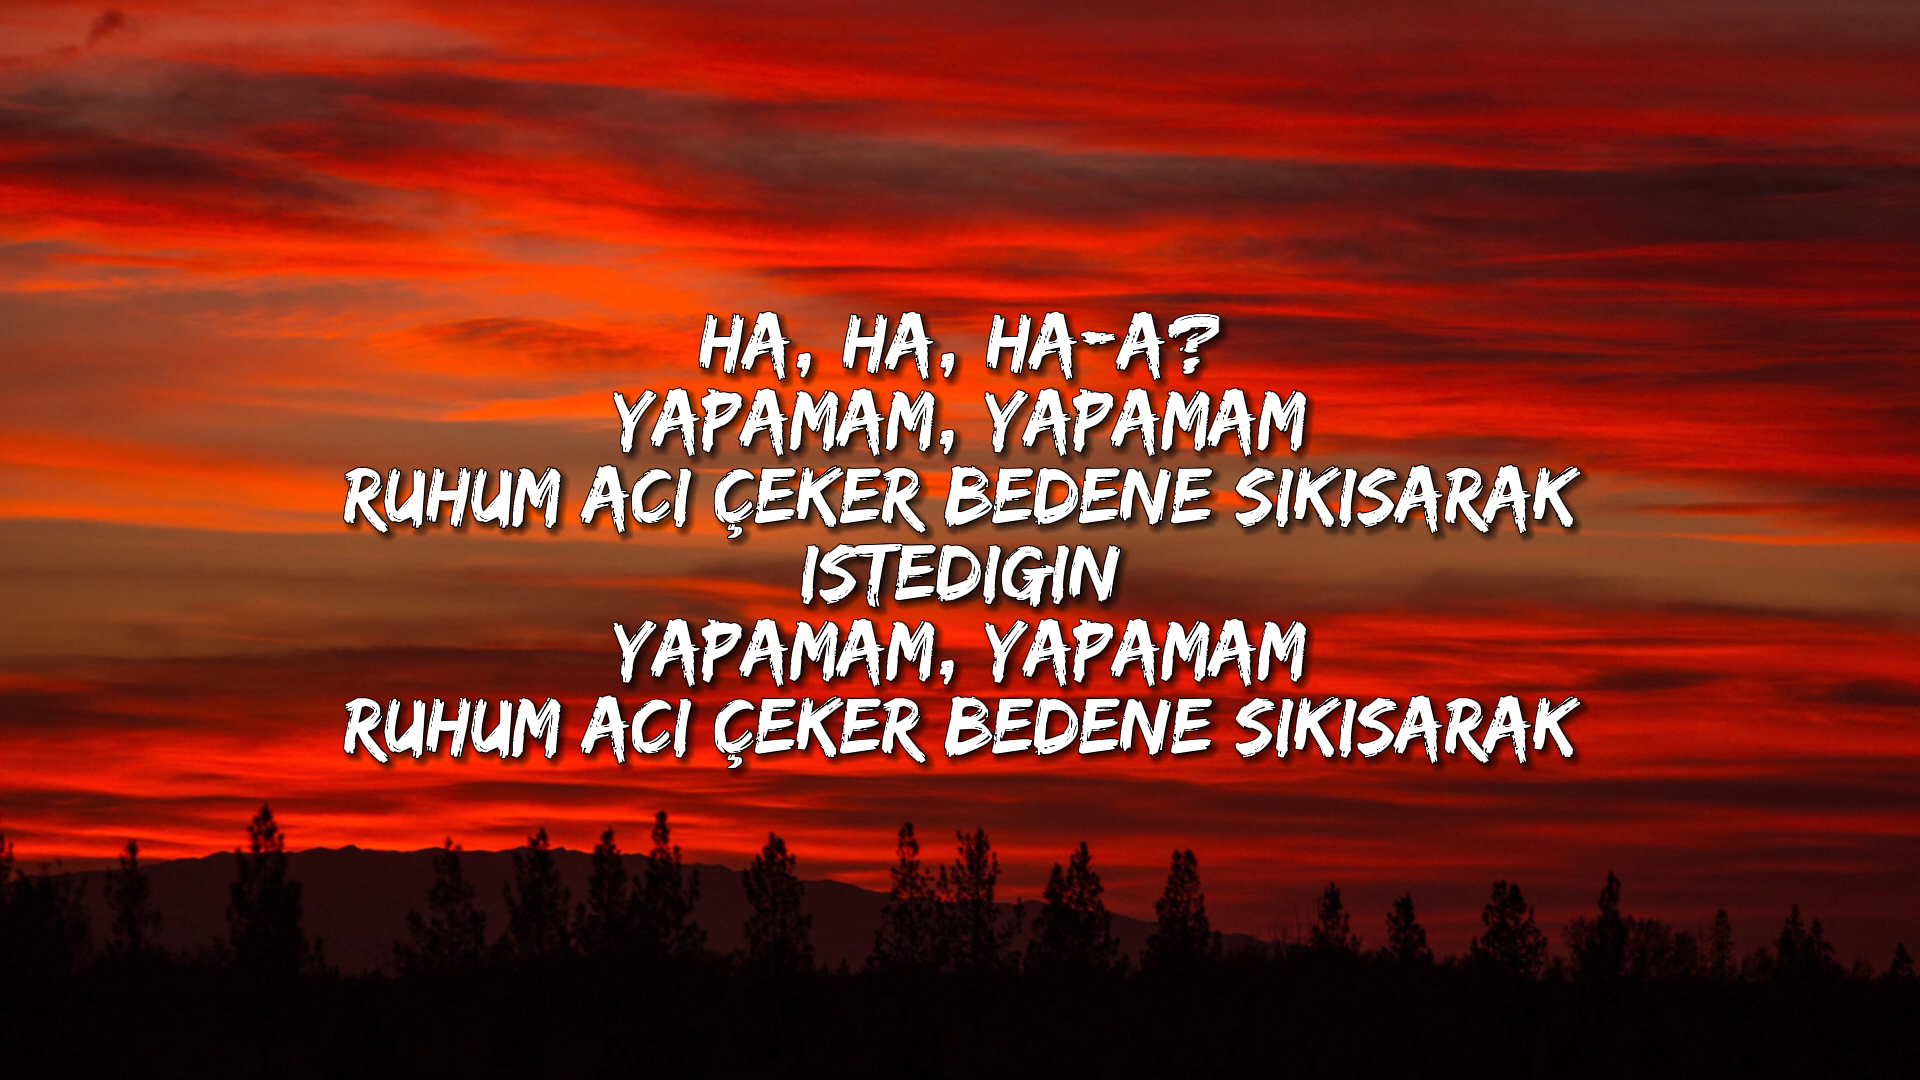 HA, HA, HA-A?
YAPAMAM, YAPAMAM
RUHUM ACI ÇEKER BEDENE SIKISARAK
ISTEDIGIN
YAPAMAM, YAPAMAM
RUHUM ACI ÇEKER BEDENE SIKISARAK